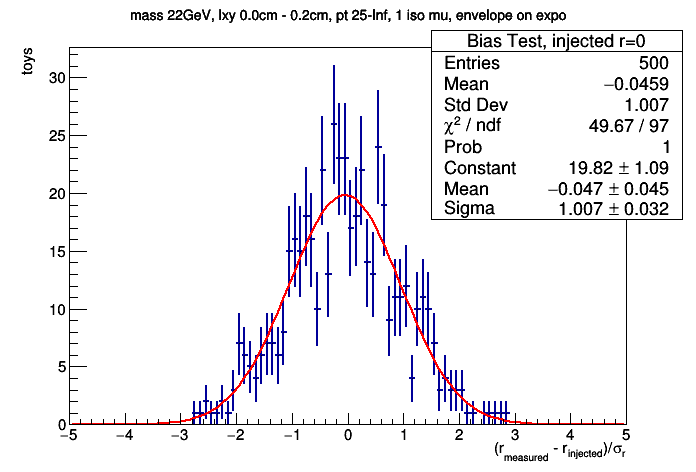 mass 22GeV, lxy 0.0cm - 0.2cm, pt 25-Inf, 1 iso mu, envelope on expo
toys
Bias Test, injected r=0
Entries 500
Mean −0.0459
Std Dev 1.007
χ² / ndf 49.67 / 97
Prob 1
Constant 19.82 ± 1.09
Mean −0.047 ± 0.045
Sigma 1.007 ± 0.032
30
25
20
15
10
5
0
−5 −4 −3 −2 −1 0 1 2 3 4 5
(r_measured - r_injected)/σ_r